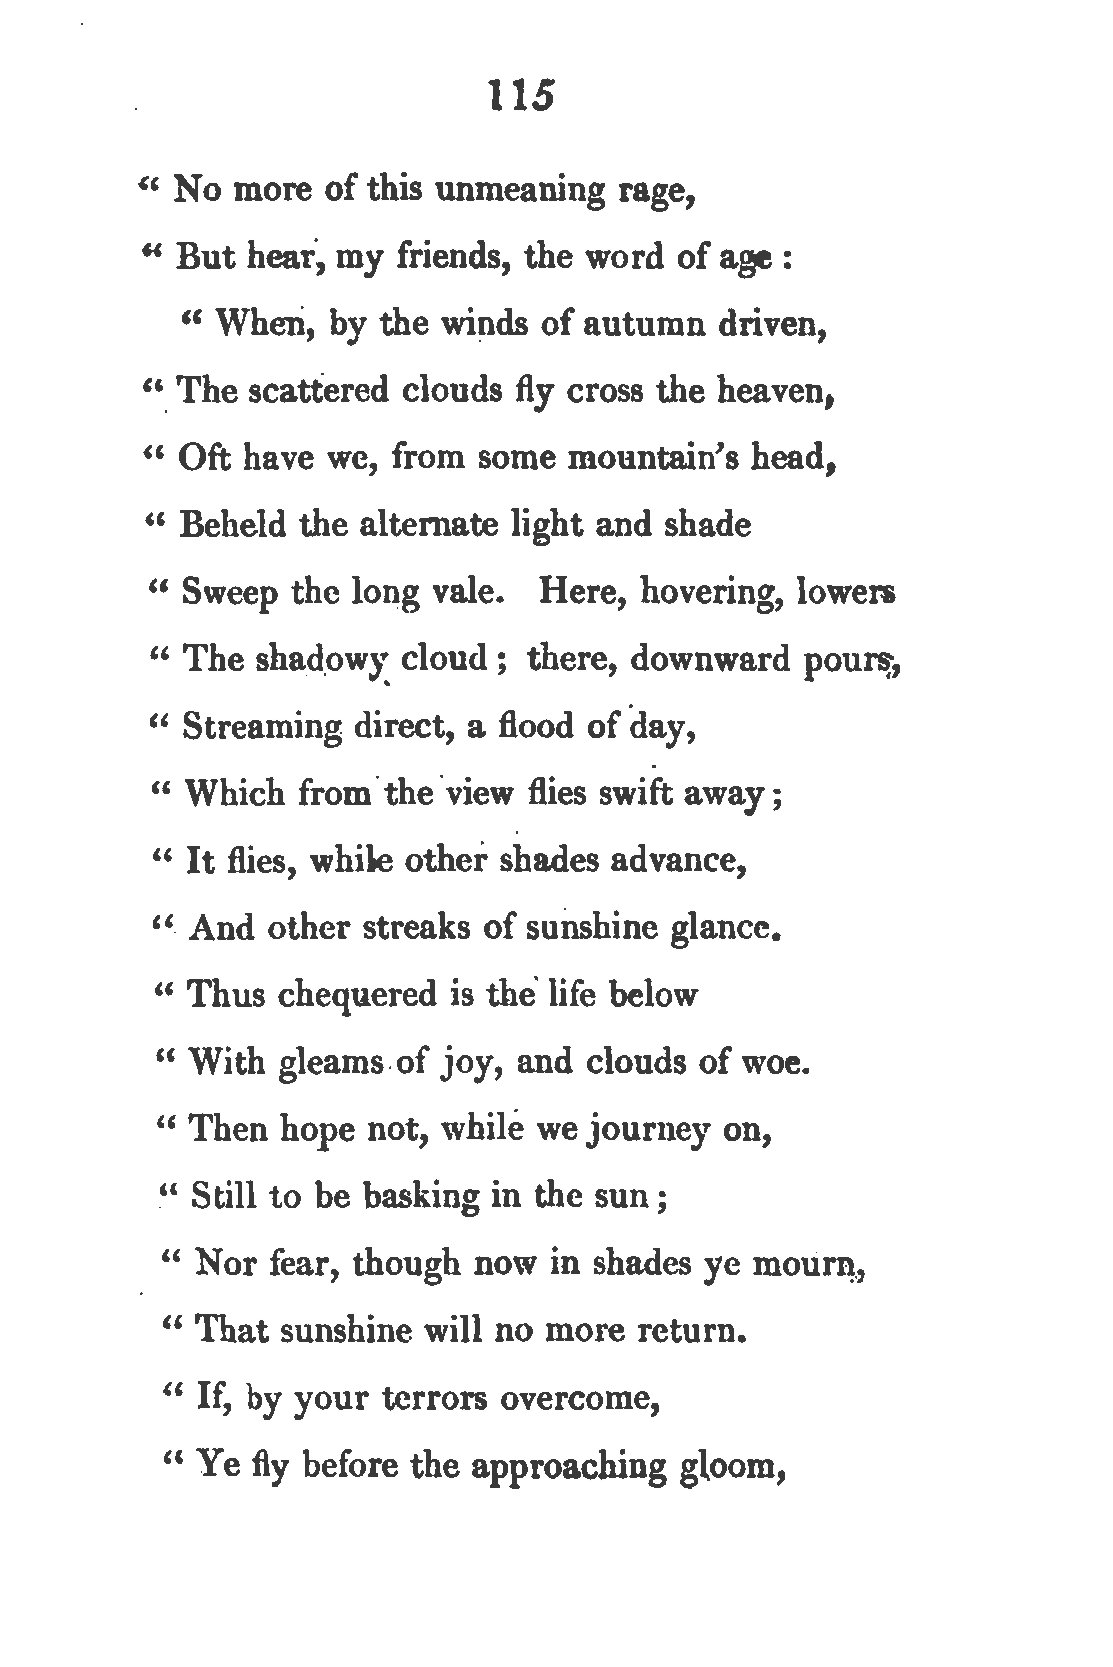 115
“ No more of this unmeaning rage,
“ But hear, my friends, the word of age :
“ When, by the winds of autumn driven,
“ The scattered clouds fly cross the heaven,
“ Oft have we, from some mountain's head,
“ Beheld the alternate light and shade
“ Sweep the long vale. Here, hovering, lowers
“ The shadowy cloud ; there, downward pours,
“ Streaming direct, a flood of day,
“ Which from the view flies swift away ;
“ It flies, while other shades advance,
“ And other streaks of sunshine glance.
“ Thus chequered is the life below
“ With gleams of joy, and clouds of woe.
“ Then hope not, while we journey on,
“ Still to be basking in the sun ;
“ Nor fear, though now in shades ye mourn,
“ That sunshine will no more return.
“ If, by your terrors overcome,
“ Ye fly before the approaching gloom,